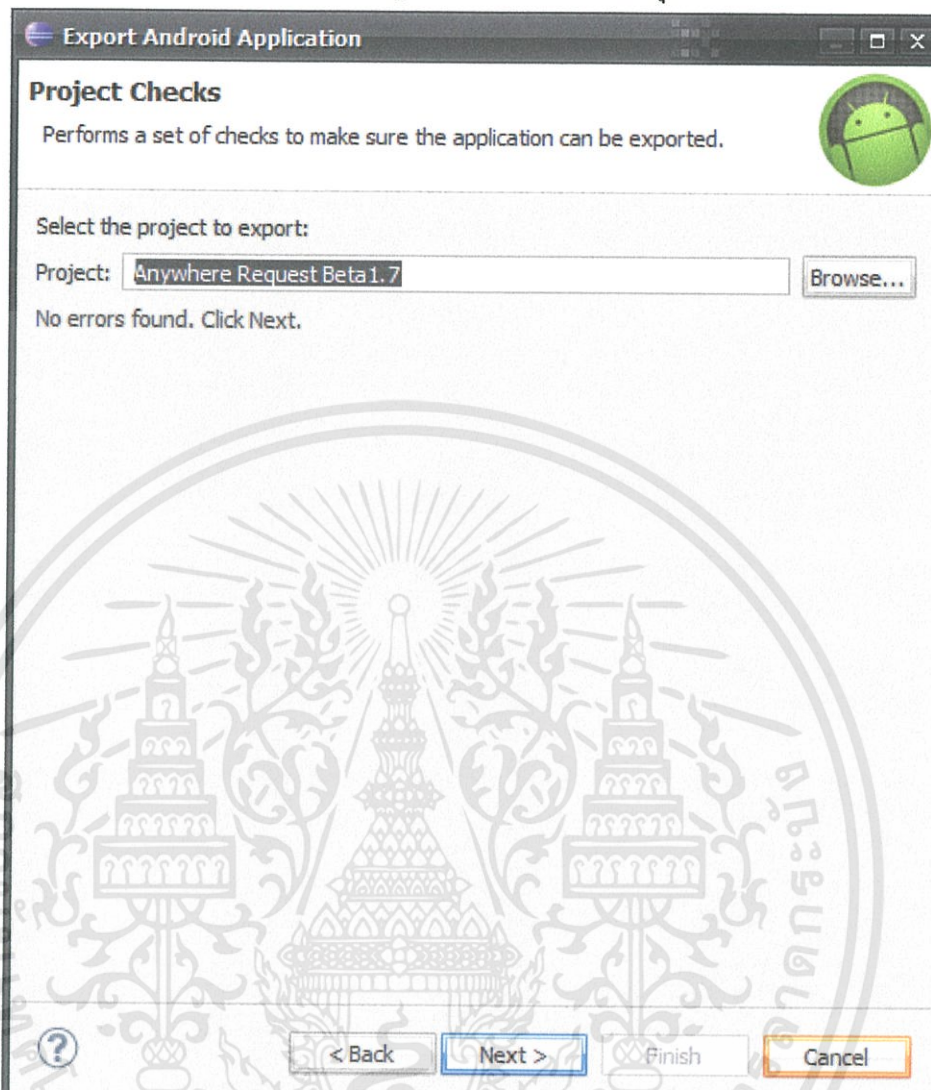 Export Android Application
Project Checks
Performs a set of checks to make sure the application can be exported.
Select the project to export:
Project: Anywhere Request Beta1.7 Browse...
No errors found. Click Next.
< Back Next > Finish Cancel